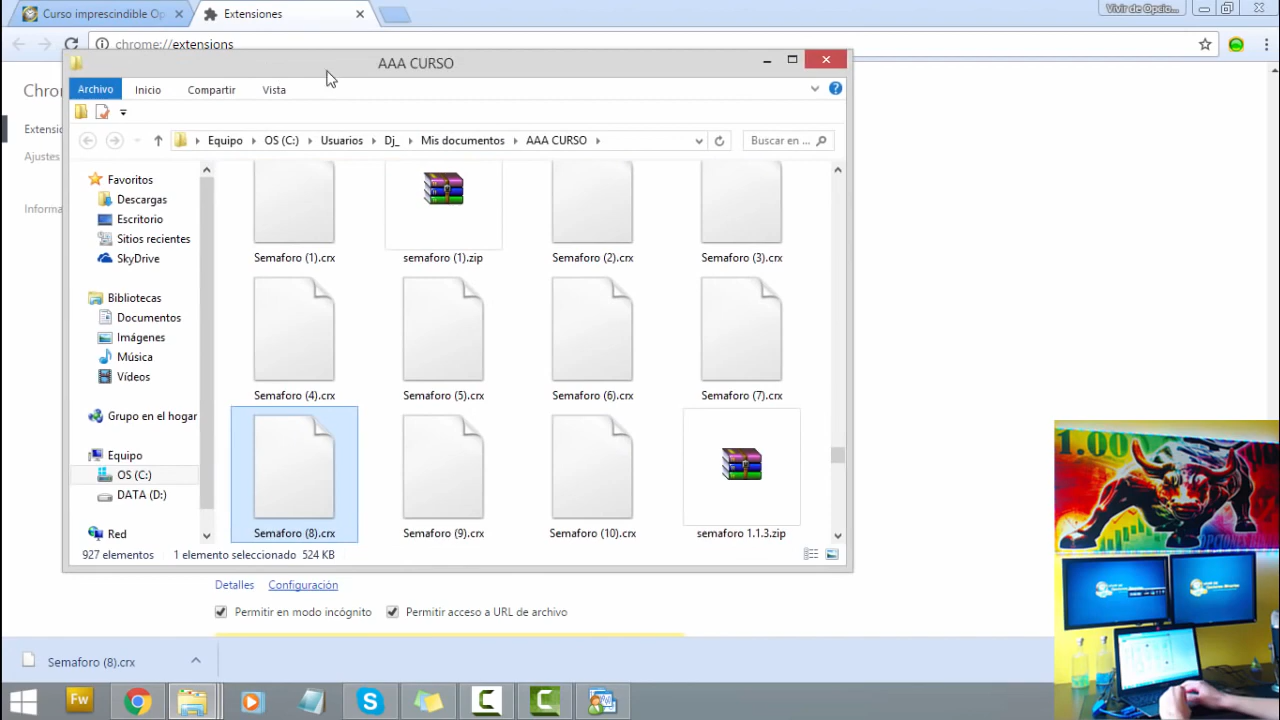 Curso imprescindible Op
Extensiones
Vivir de Opcio...
chrome://extensions
AAA CURSO
Chro
Archivo
Inicio
Compartir
Vista
Extensio
Equipo
OS (C:)
Usuarios
Dj_
Mis documentos
AAA CURSO
Buscar en ...
Ajustes
Informa
Favoritos
Descargas
Escritorio
Sitios recientes
SkyDrive
Bibliotecas
Documentos
Imágenes
Música
Vídeos
Grupo en el hogar
Equipo
OS (C:)
DATA (D:)
Red
Semaforo (1).crx
semaforo (1).zip
Semaforo (2).crx
Semaforo (3).crx
Semaforo (4).crx
Semaforo (5).crx
Semaforo (6).crx
Semaforo (7).crx
Semaforo (8).crx
Semaforo (9).crx
Semaforo (10).crx
semaforo 1.1.3.zip
927 elementos
1 elemento seleccionado 524 KB
Detalles
Configuración
Permitir en modo incógnito
Permitir acceso a URL de archivo
Semaforo (8).crx
Fw
1.00